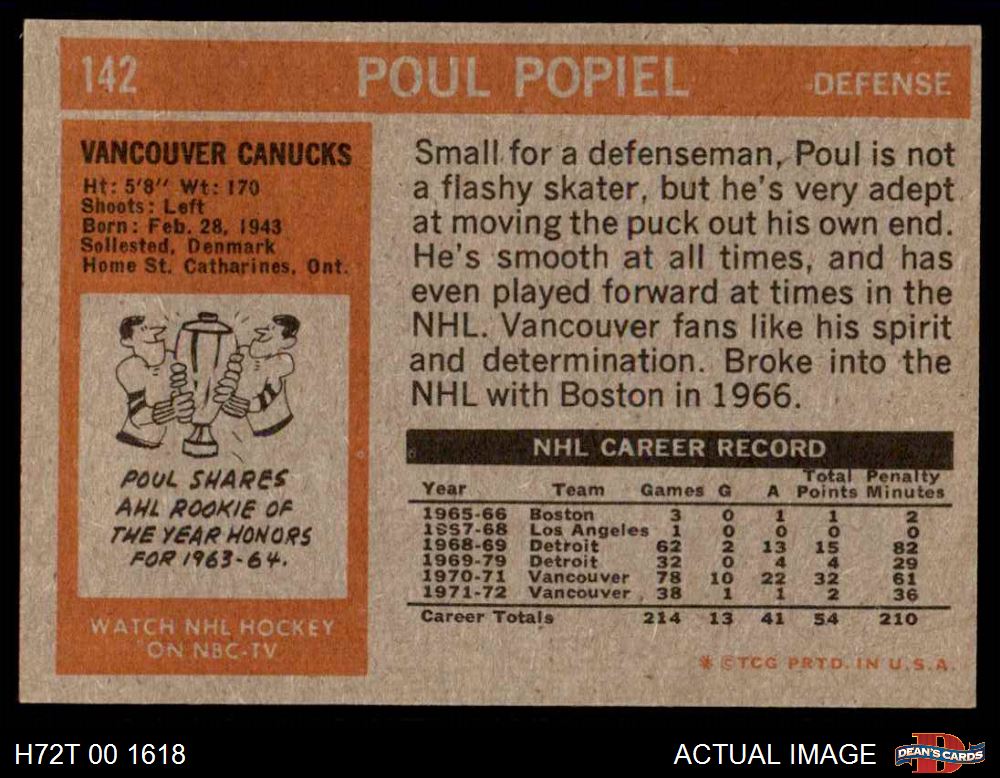 142 POUL POPIEL DEFENSE
VANCOUVER CANUCKS
Ht: 5'8" Wt: 170
Shoots: Left
Born: Feb. 28, 1943
Sollested, Denmark
Home St. Catharines, Ont.
POUL SHARES
AHL ROOKIE OF
THE YEAR HONORS
FOR 1963-64.
WATCH NHL HOCKEY
ON NBC-TV
Small for a defenseman, Poul is not
a flashy skater, but he's very adept
at moving the puck out his own end.
He's smooth at all times, and has
even played forward at times in the
NHL. Vancouver fans like his spirit
and determination. Broke into the
NHL with Boston in 1966.
NHL CAREER RECORD
Total Penalty
Year Team Games G A Points Minutes
1965-66 Boston 3 0 1 1 2
1967-68 Los Angeles 1 0 0 0 0
1968-69 Detroit 62 2 13 15 82
1969-79 Detroit 32 0 4 4 29
1970-71 Vancouver 78 10 22 32 61
1971-72 Vancouver 38 1 1 2 36
Career Totals 214 13 41 54 210
* © TCG PRTD. IN U.S.A.
H72T 00 1618 ACTUAL IMAGE DEAN'S CARDS